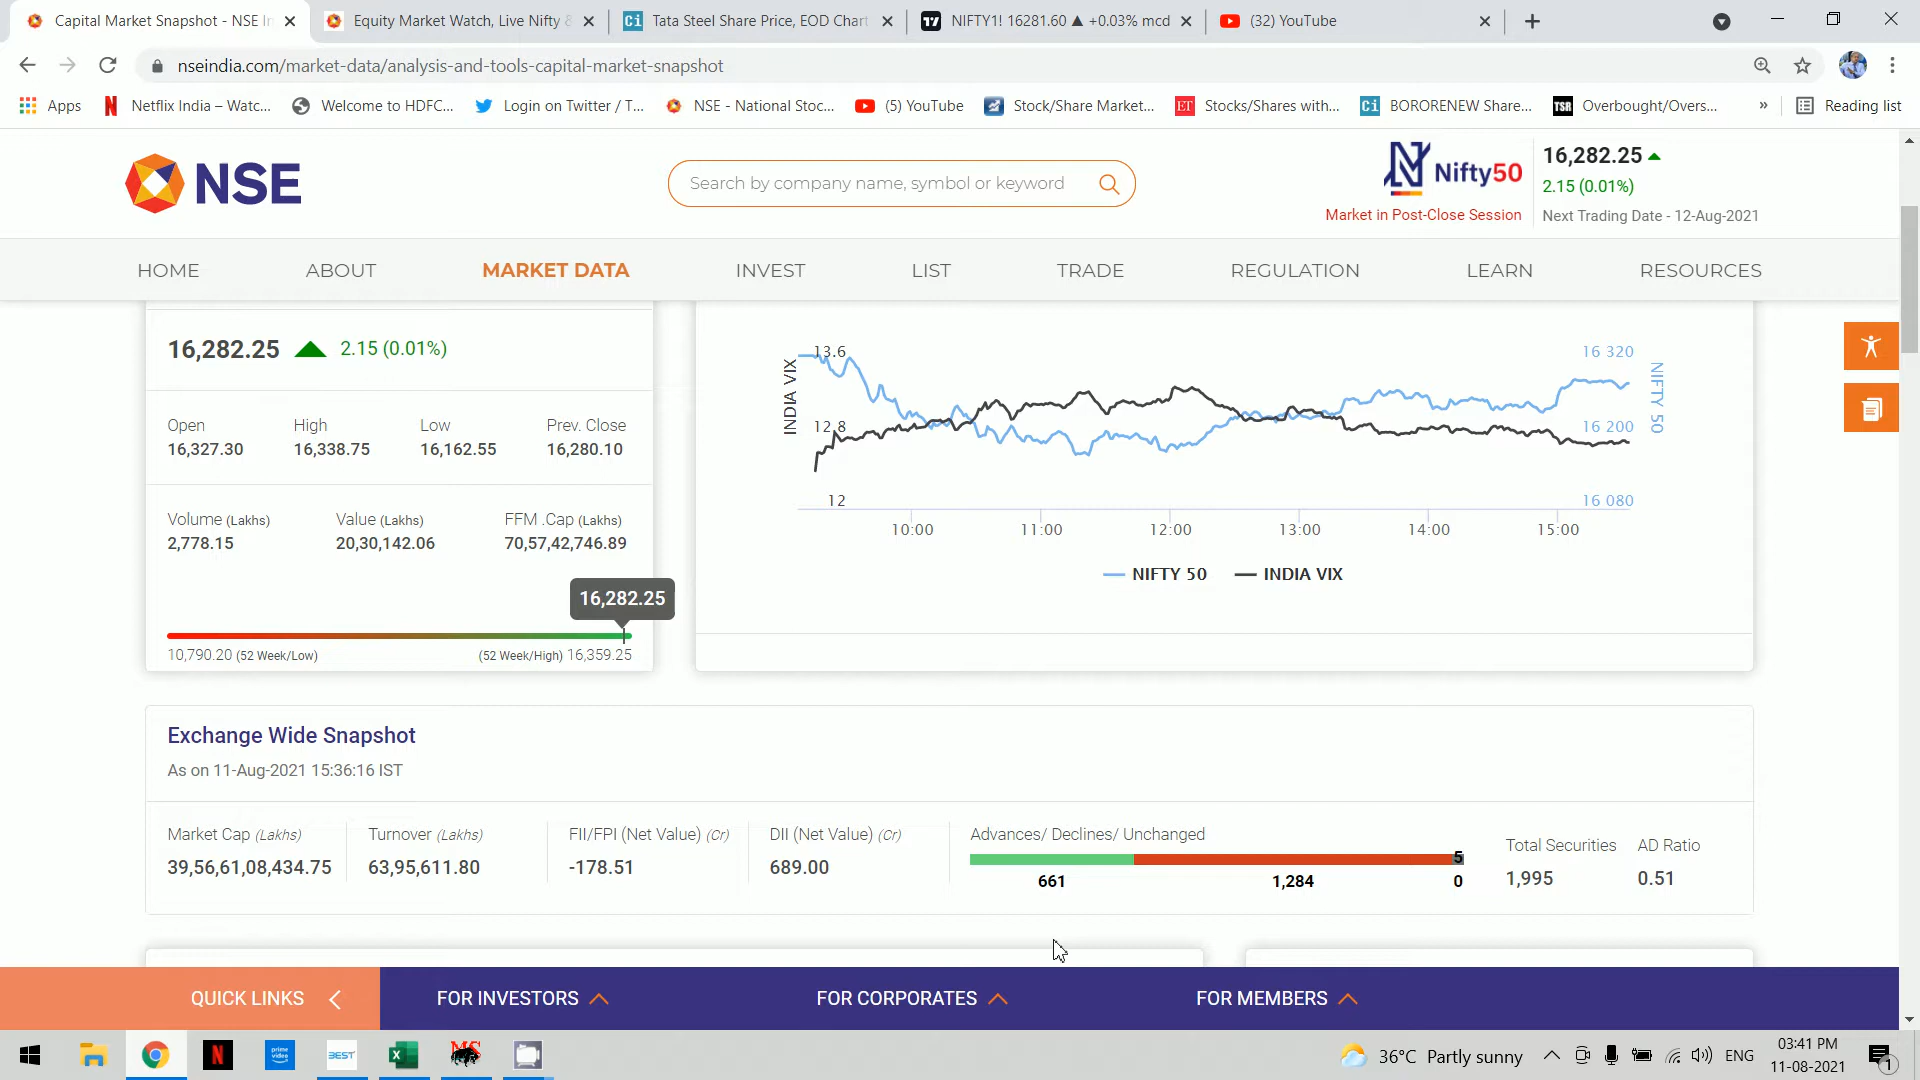 Capital Market Snapshot - NSE In
Equity Market Watch, Live Nifty &
Tata Steel Share Price, EOD Chart
NIFTY1! 16281.60 ▲ +0.03% mcd
(32) YouTube
nseindia.com/market-data/analysis-and-tools-capital-market-snapshot
Apps
Netflix India – Watc...
Welcome to HDFC...
Login on Twitter / T...
NSE - National Stoc...
(5) YouTube
Stock/Share Market...
ET
Stocks/Shares with...
Ci
BORORENEW Share...
TSR
Overbought/Overs...
»
Reading list
NSE
Search by company name, symbol or keyword
Nifty50
Market in Post-Close Session
16,282.25
2.15 (0.01%)
Next Trading Date - 12-Aug-2021
HOME
ABOUT
MARKET DATA
INVEST
LIST
TRADE
REGULATION
LEARN
RESOURCES
16,282.25 2.15 (0.01%)
Open High Low Prev. Close
16,327.30 16,338.75 16,162.55 16,280.10
Volume (Lakhs) Value (Lakhs) FFM .Cap (Lakhs)
2,778.15 20,30,142.06 70,57,42,746.89
16,282.25
10,790.20 (52 Week/Low) (52 Week/High) 16,359.25
INDIA VIX
13.6
12.8
12
16 320
16 200
16 080
NIFTY 50
10:00 11:00 12:00 13:00 14:00 15:00
NIFTY 50 INDIA VIX
Exchange Wide Snapshot
As on 11-Aug-2021 15:36:16 IST
Market Cap (Lakhs)
39,56,61,08,434.75
Turnover (Lakhs)
63,95,611.80
FII/FPI (Net Value) (Cr)
-178.51
DII (Net Value) (Cr)
689.00
Advances/ Declines/ Unchanged
5
661 1,284 0
Total Securities
1,995
AD Ratio
0.51
QUICK LINKS
FOR INVESTORS
FOR CORPORATES
FOR MEMBERS
N
prime video
BEST
MS
36°C Partly sunny
ENG
03:41 PM
11-08-2021
1